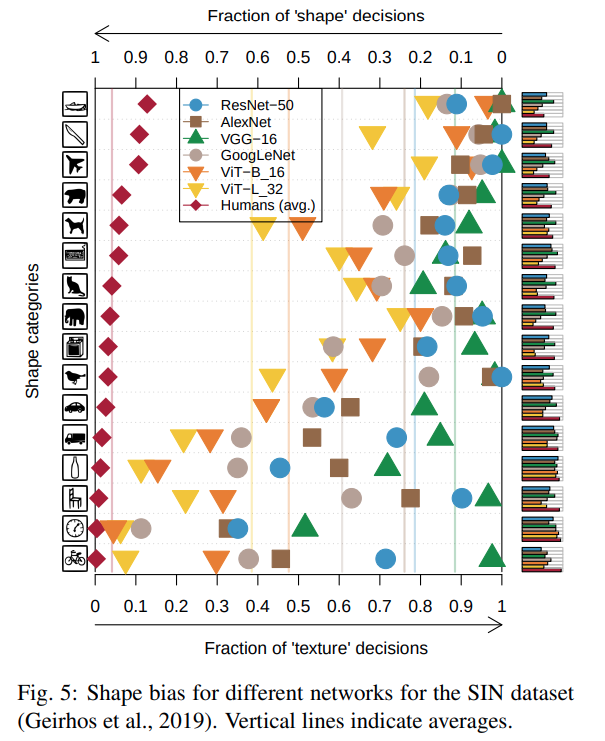 Fraction of 'shape' decisions
1 0.9 0.8 0.7 0.6 0.5 0.4 0.3 0.2 0.1 0
ResNet−50
AlexNet
VGG−16
GoogLeNet
ViT−B_16
ViT−L_32
Humans (avg.)
Shape categories
0 0.1 0.2 0.3 0.4 0.5 0.6 0.7 0.8 0.9 1
Fraction of 'texture' decisions
Fig. 5: Shape bias for different networks for the SIN dataset
(Geirhos et al., 2019). Vertical lines indicate averages.